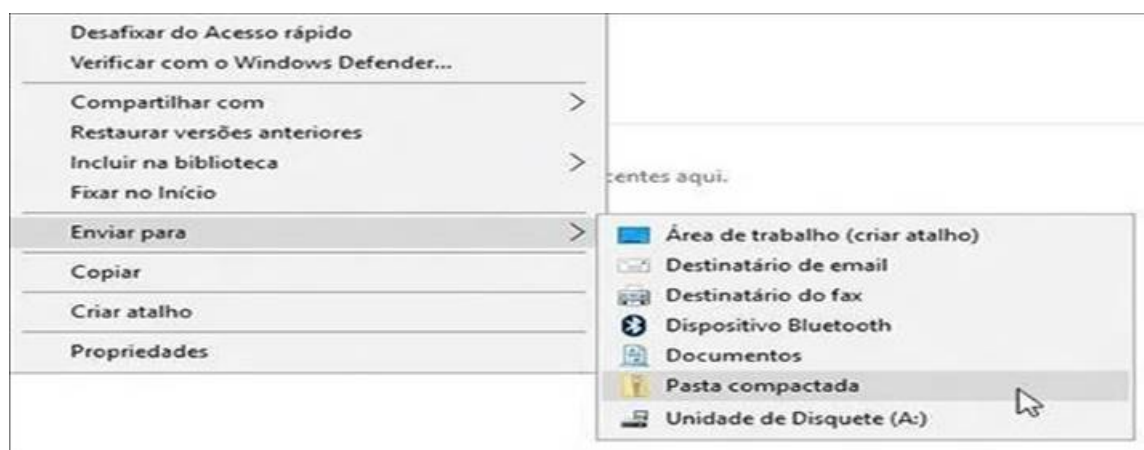 Desafixar do Acesso rápido
Verificar com o Windows Defender...
Compartilhar com
Restaurar versões anteriores
Incluir na biblioteca
Fixar no Início
Enviar para
Copiar
Criar atalho
Propriedades
centes aqui.
Área de trabalho (criar atalho)
Destinatário de email
Destinatário do fax
Dispositivo Bluetooth
Documentos
Pasta compactada
Unidade de Disquete (A:)